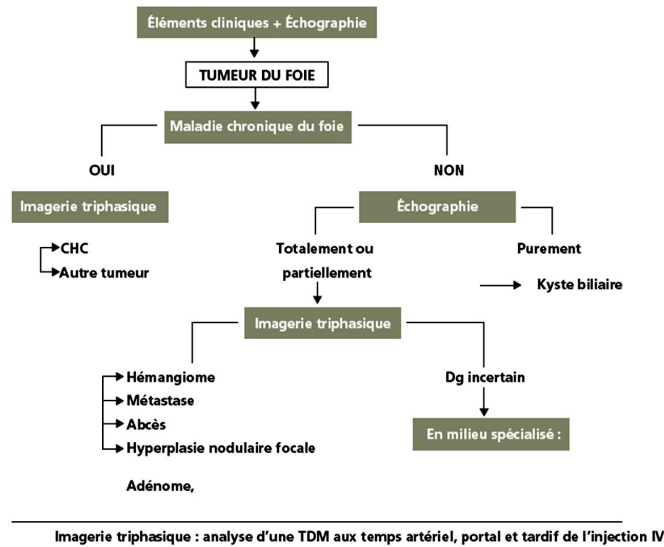 Éléments cliniques + Échographie
TUMEUR DU FOIE
Maladie chronique du foie
OUI
NON
Imagerie triphasique
Échographie
CHC
Autre tumeur
Totalement ou
partiellement
Purement
Kyste biliaire
Imagerie triphasique
Hémangiome
Métastase
Abcès
Hyperplasie nodulaire focale
Adénome,
Dg incertain
En milieu spécialisé :
Imagerie triphasique : analyse d'une TDM aux temps artériel, portal et tardif de l'injection IV